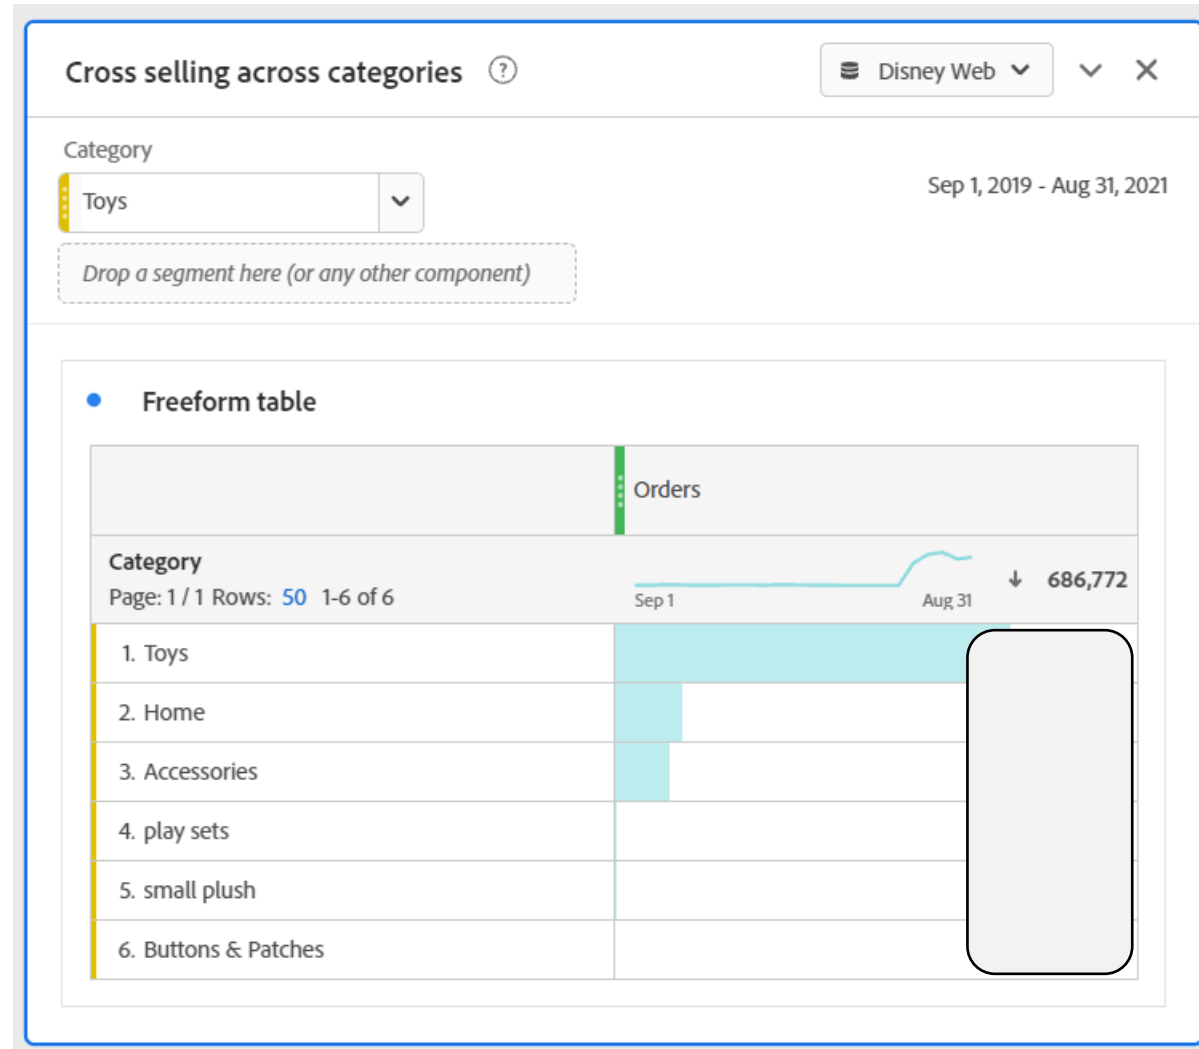 Cross selling across categories ?
Disney Web
Category
Toys
Sep 1, 2019 - Aug 31, 2021
Drop a segment here (or any other component)
Freeform table
Orders
Category
Page: 1 / 1 Rows: 50 1-6 of 6
Sep 1
Aug 31
686,772
1. Toys
2. Home
3. Accessories
4. play sets
5. small plush
6. Buttons & Patches